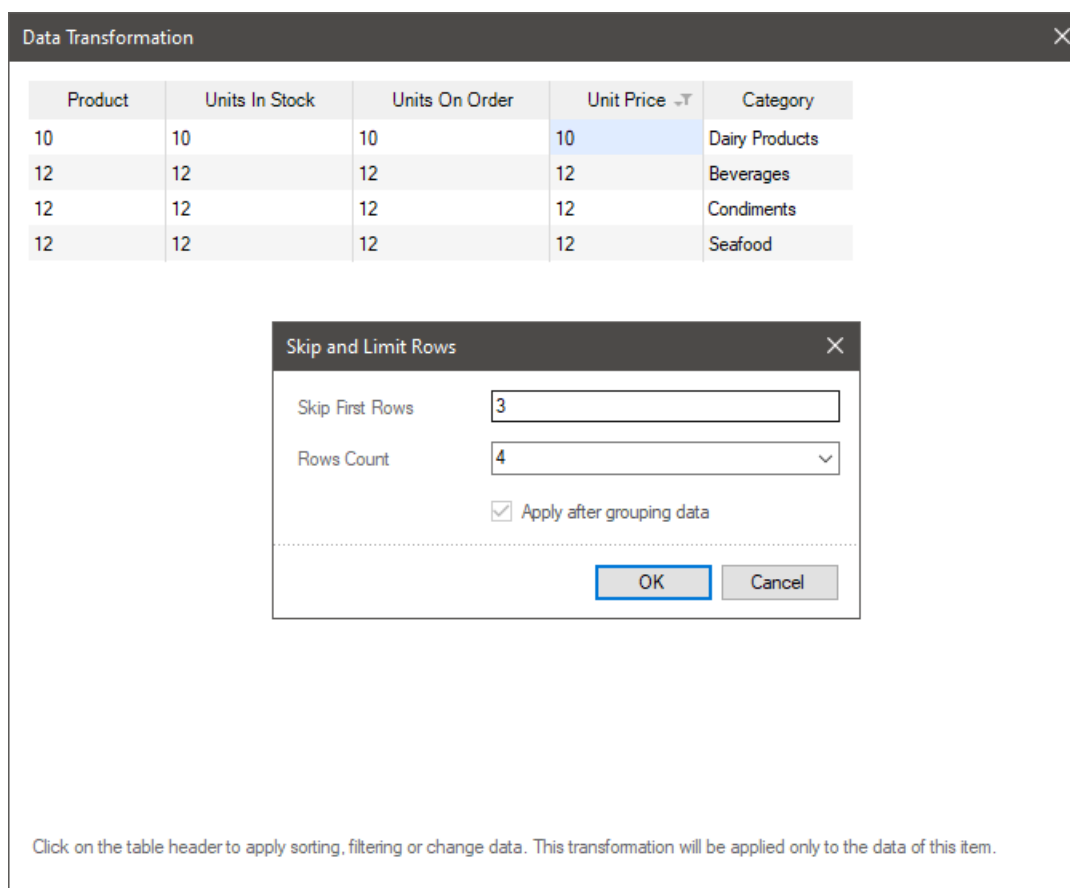 Data Transformation
Product Units In Stock Units On Order Unit Price Category
10 10 10 10 Dairy Products
12 12 12 12 Beverages
12 12 12 12 Condiments
12 12 12 12 Seafood
Skip and Limit Rows
Skip First Rows 3
Rows Count 4
Apply after grouping data
OK Cancel
Click on the table header to apply sorting, filtering or change data. This transformation will be applied only to the data of this item.